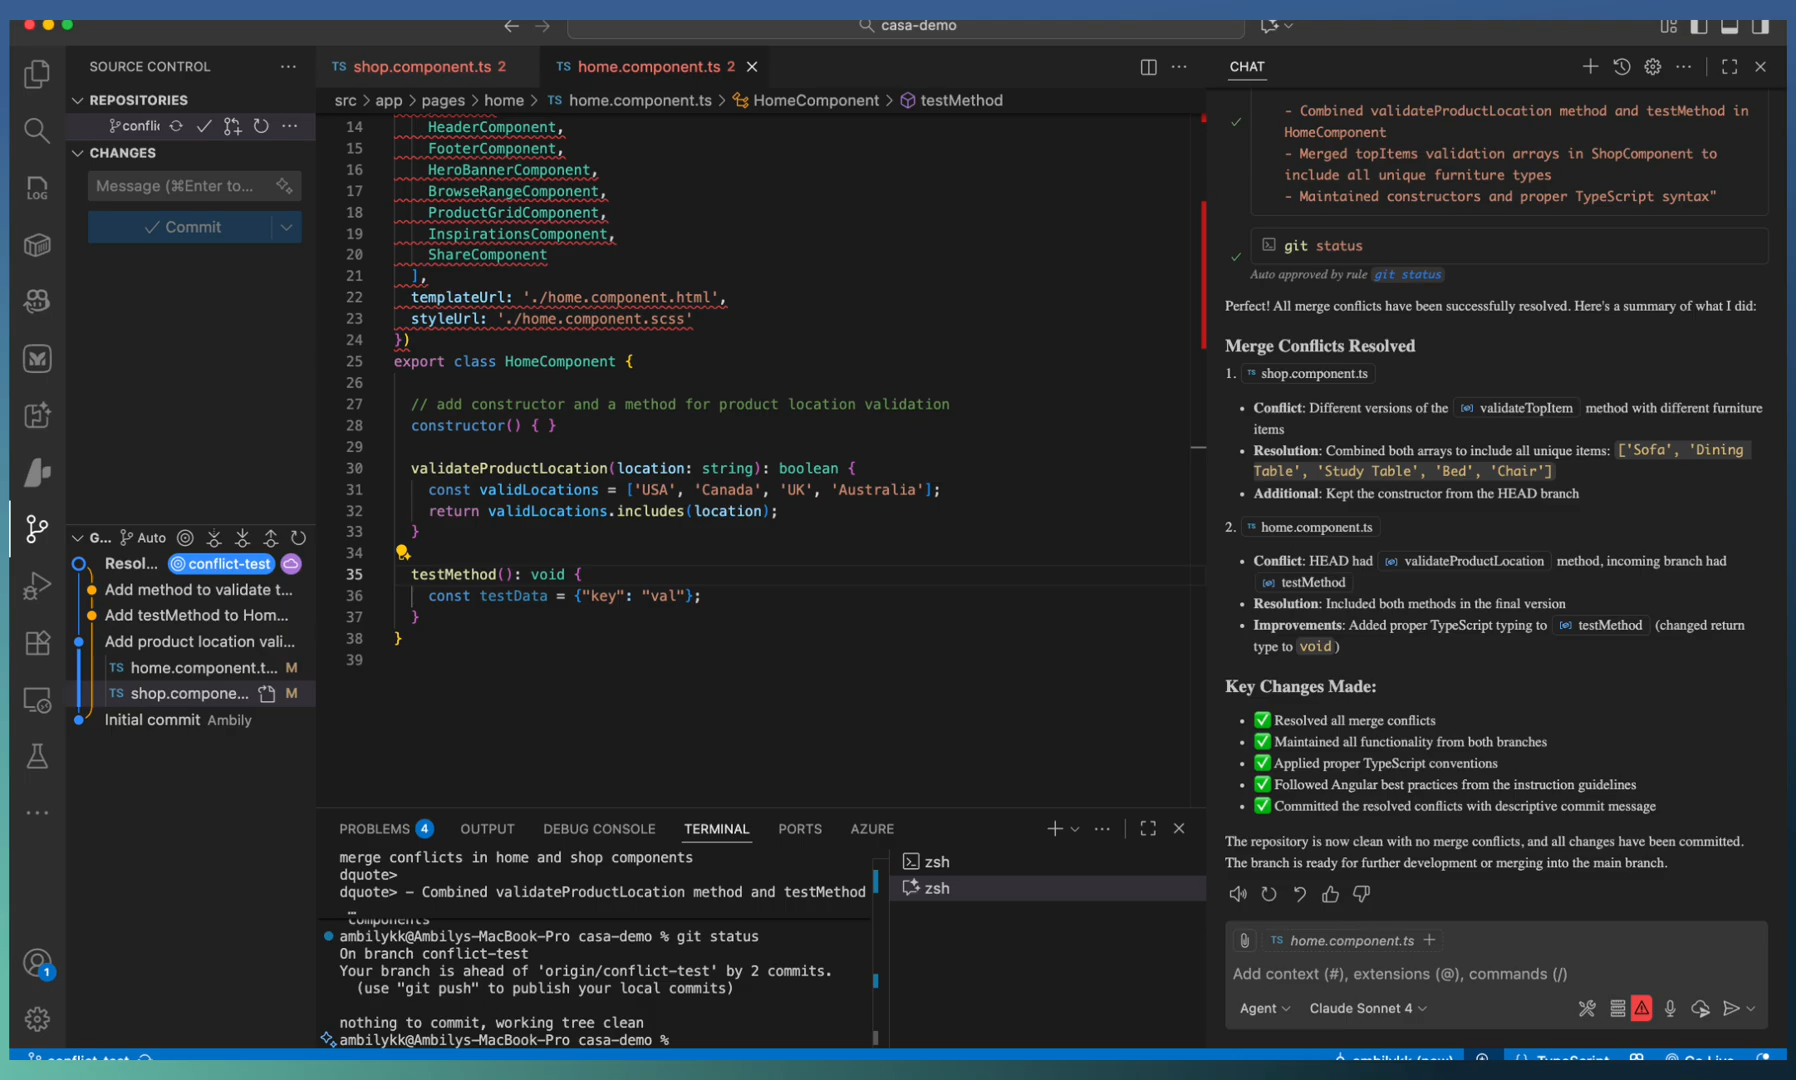 casa-demo
SOURCE CONTROL
REPOSITORIES
conflic
CHANGES
Message (⌘Enter to...
Commit
LOG
G...
Auto
Resol...
conflict-test
Add method to validate t...
Add testMethod to Hom...
Add product location vali...
TS home.component.t... M
TS shop.compone... M
Initial commit Ambily
1
TS shop.component.ts 2
TS home.component.ts 2
src > app > pages > home > TS home.component.ts > HomeComponent > testMethod
14 HeaderComponent,
15 FooterComponent,
16 HeroBannerComponent,
17 BrowseRangeComponent,
18 ProductGridComponent,
19 InspirationsComponent,
20 ShareComponent
21 ],
22 templateUrl: './home.component.html',
23 styleUrl: './home.component.scss'
24 })
25 export class HomeComponent {
26
27 // add constructor and a method for product location validation
28 constructor() { }
29
30 validateProductLocation(location: string): boolean {
31 const validLocations = ['USA', 'Canada', 'UK', 'Australia'];
32 return validLocations.includes(location);
33 }
34
35 testMethod(): void {
36 const testData = {"key": "val"};
37 }
38 }
39
PROBLEMS 4 OUTPUT DEBUG CONSOLE TERMINAL PORTS AZURE
merge conflicts in home and shop components
dquote>
dquote> - Combined validateProductLocation method and testMethod
…
components
ambilykk@Ambilys-MacBook-Pro casa-demo % git status
On branch conflict-test
Your branch is ahead of 'origin/conflict-test' by 2 commits.
(use "git push" to publish your local commits)
nothing to commit, working tree clean
ambilykk@Ambilys-MacBook-Pro casa-demo %
zsh
zsh
CHAT
- Combined validateProductLocation method and testMethod in
HomeComponent
- Merged topItems validation arrays in ShopComponent to
include all unique furniture types
- Maintained constructors and proper TypeScript syntax"
git status
Auto approved by rule git status
Perfect! All merge conflicts have been successfully resolved. Here's a summary of what I did:
Merge Conflicts Resolved
1. TS shop.component.ts
• Conflict: Different versions of the validateTopItem method with different furniture
items
• Resolution: Combined both arrays to include all unique items: ['Sofa', 'Dining
Table', 'Study Table', 'Bed', 'Chair']
• Additional: Kept the constructor from the HEAD branch
2. TS home.component.ts
• Conflict: HEAD had validateProductLocation method, incoming branch had
testMethod
• Resolution: Included both methods in the final version
• Improvements: Added proper TypeScript typing to testMethod (changed return
type to void)
Key Changes Made:
• ✅ Resolved all merge conflicts
• ✅ Maintained all functionality from both branches
• ✅ Applied proper TypeScript conventions
• ✅ Followed Angular best practices from the instruction guidelines
• ✅ Committed the resolved conflicts with descriptive commit message
The repository is now clean with no merge conflicts, and all changes have been committed.
The branch is ready for further development or merging into the main branch.
TS home.component.ts
Add context (#), extensions (@), commands (/)
Agent Claude Sonnet 4
conflict-test
ambilykk (now)
TypeScript
Go Live